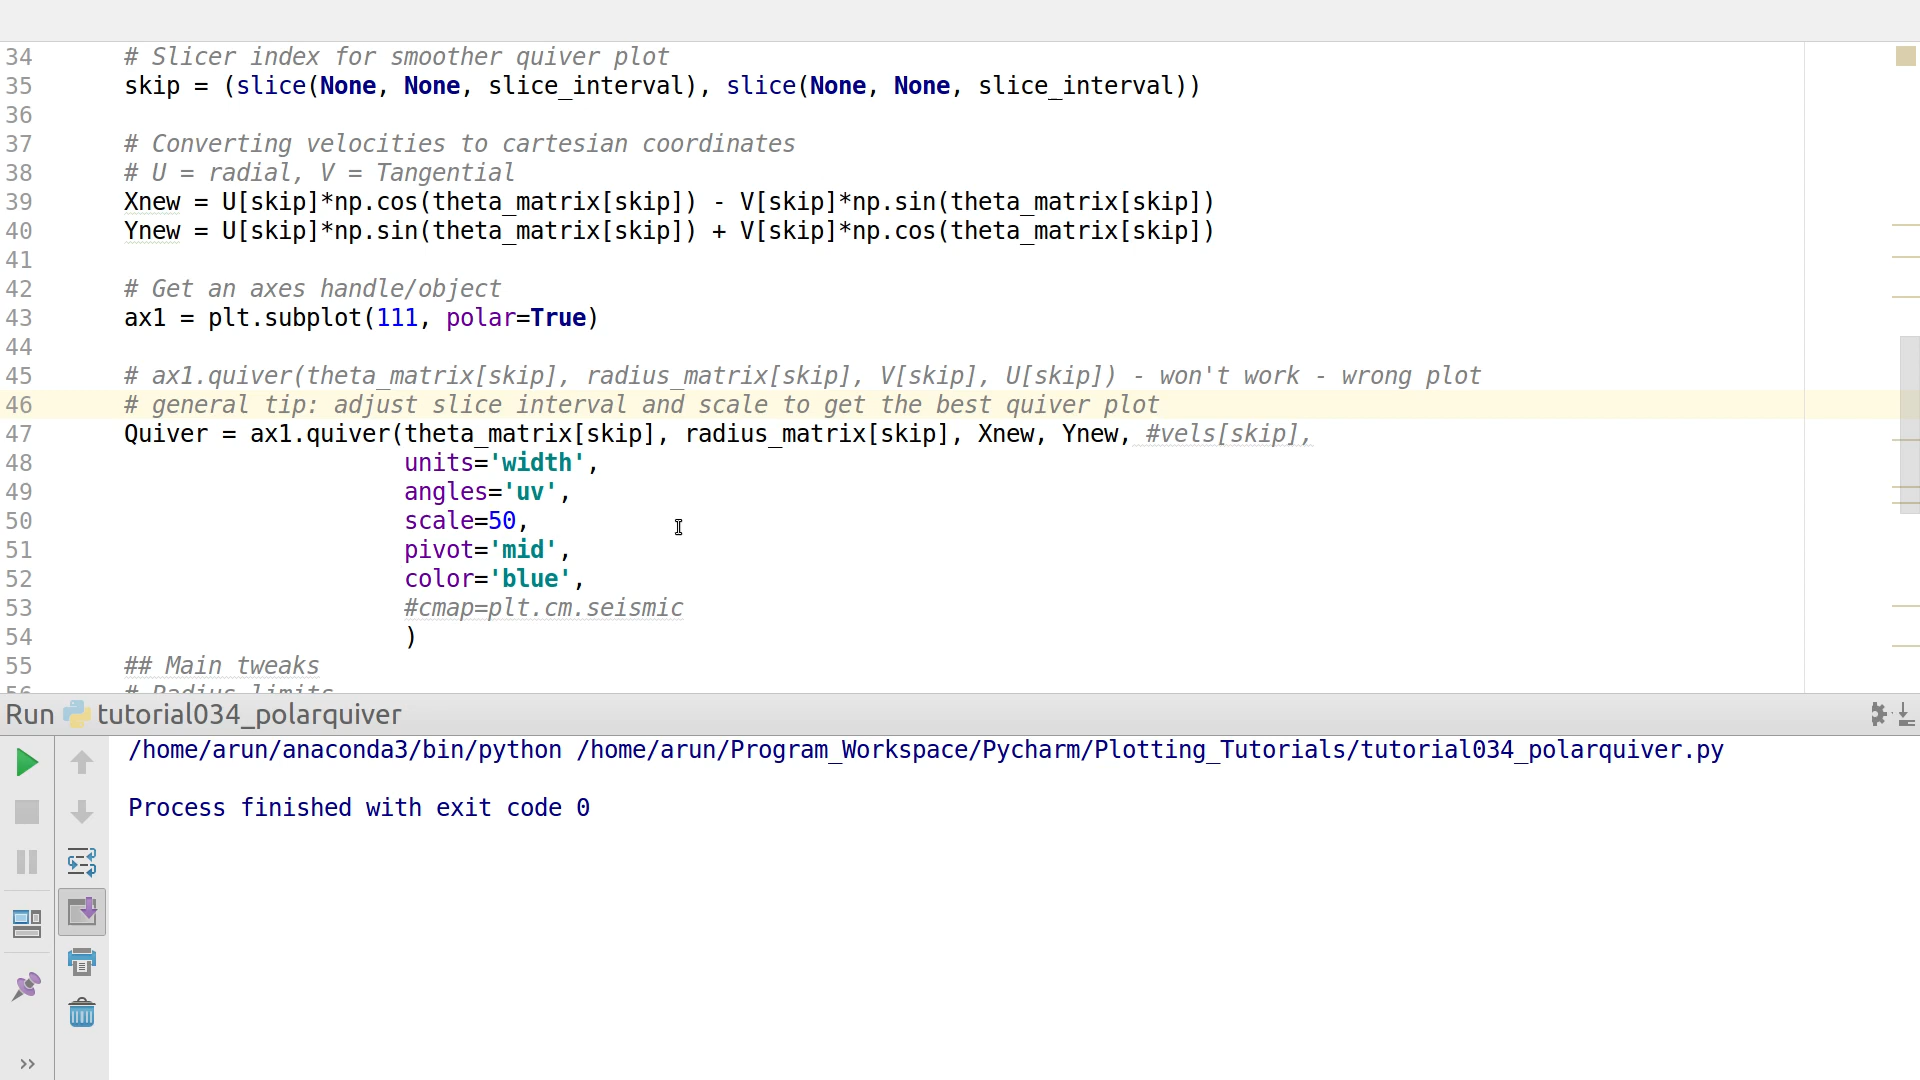 34 # Slicer index for smoother quiver plot
35 skip = (slice(None, None, slice_interval), slice(None, None, slice_interval))
36
37 # Converting velocities to cartesian coordinates
38 # U = radial, V = Tangential
39 Xnew = U[skip]*np.cos(theta_matrix[skip]) - V[skip]*np.sin(theta_matrix[skip])
40 Ynew = U[skip]*np.sin(theta_matrix[skip]) + V[skip]*np.cos(theta_matrix[skip])
41
42 # Get an axes handle/object
43 ax1 = plt.subplot(111, polar=True)
44
45 # ax1.quiver(theta_matrix[skip], radius_matrix[skip], V[skip], U[skip]) - won't work - wrong plot
46 # general tip: adjust slice interval and scale to get the best quiver plot
47 Quiver = ax1.quiver(theta_matrix[skip], radius_matrix[skip], Xnew, Ynew, #vels[skip],
48 units='width',
49 angles='uv',
50 scale=50,
51 pivot='mid',
52 color='blue',
53 #cmap=plt.cm.seismic
54 )
55 ## Main tweaks
56 # Radius limits
Run tutorial034_polarquiver
/home/arun/anaconda3/bin/python /home/arun/Program_Workspace/Pycharm/Plotting_Tutorials/tutorial034_polarquiver.py
Process finished with exit code 0